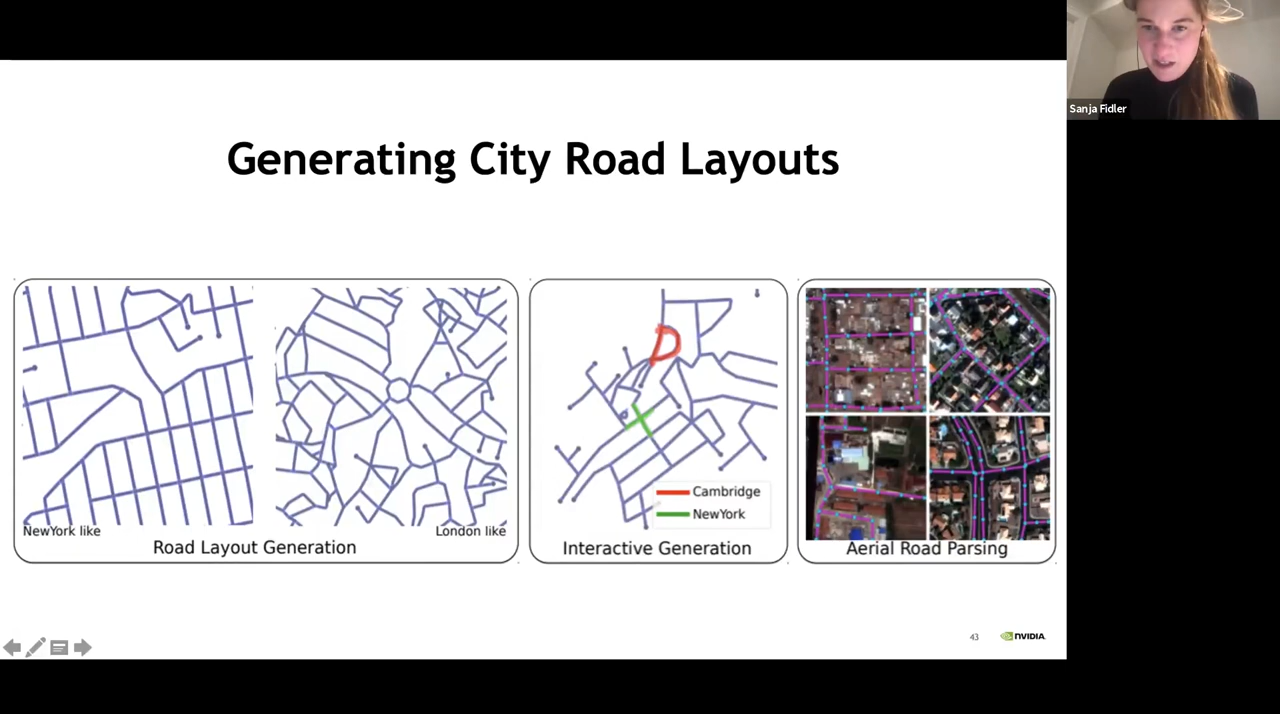 Sanja Fidler
Generating City Road Layouts
NewYork like
London like
Road Layout Generation
Cambridge
NewYork
Interactive Generation
Aerial Road Parsing
43
NVIDIA.